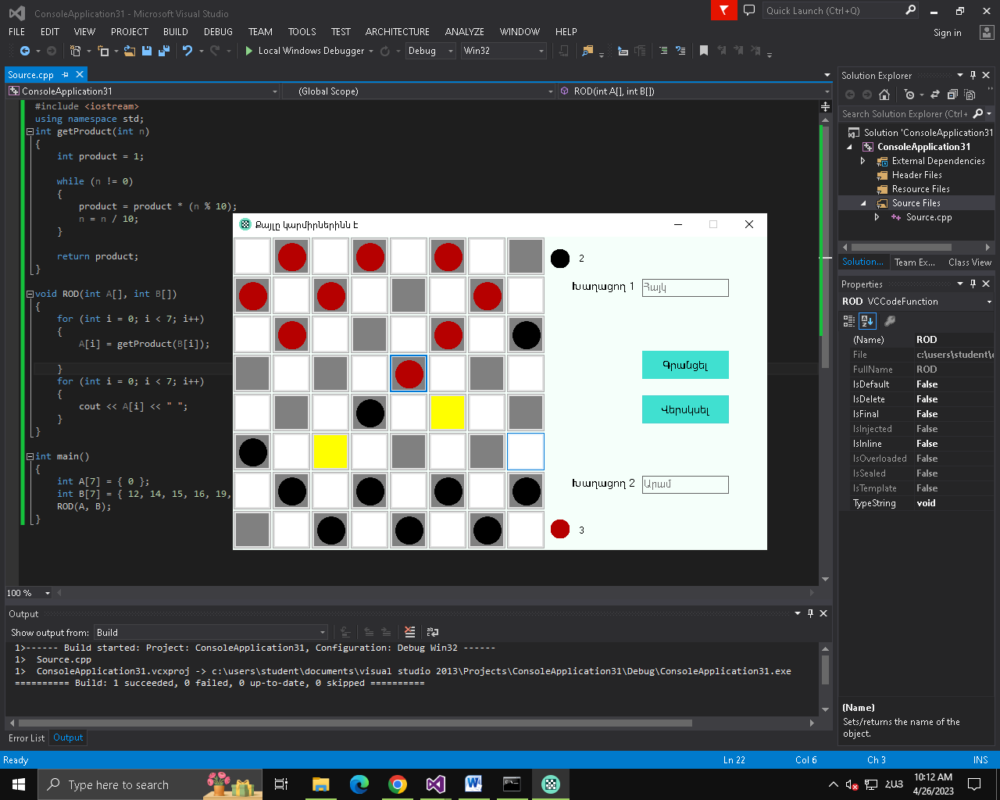 ConsoleApplication31 - Microsoft Visual Studio
Quick Launch (Ctrl+Q)
FILE EDIT VIEW PROJECT BUILD DEBUG TEAM TOOLS TEST ARCHITECTURE ANALYZE WINDOW HELP
Sign in
Local Windows Debugger Debug Win32
Source.cpp
ConsoleApplication31 (Global Scope) ROD(int A[], int B[])
#include <iostream>
using namespace std;
int getProduct(int n)
{
int product = 1;
while (n != 0)
{
product = product * (n % 10);
n = n / 10;
}
return product;
}
void ROD(int A[], int B[])
{
for (int i = 0; i < 7; i++)
{
A[i] = getProduct(B[i]);
}
for (int i = 0; i < 7; i++)
{
cout << A[i] << " ";
}
}
int main()
{
int A[7] = { 0 };
int B[7] = { 12, 14, 15, 16, 19,
ROD(A, B);
}
100 %
Քայլը կարմիրներինն է
2
Խաղացող 1 Հայկ
Գրանցել
Վերսկսել
Խաղացող 2 Արամ
3
Solution Explorer
Search Solution Explorer (Ctrl+
Solution 'ConsoleApplication31
ConsoleApplication31
External Dependencies
Header Files
Resource Files
Source Files
Source.cpp
Solution... Team Ex... Class View
Properties
ROD VCCodeFunction
(Name) ROD
File c:\users\student\
FullName ROD
IsDefault False
IsDelete False
IsFinal False
IsInjected False
IsInline False
IsOverloaded False
IsSealed False
IsTemplate False
TypeString void
(Name)
Sets/returns the name of the
object.
Output
Show output from: Build
1>------ Build started: Project: ConsoleApplication31, Configuration: Debug Win32 ------
1> Source.cpp
1> ConsoleApplication31.vcxproj -> c:\users\student\documents\visual studio 2013\Projects\ConsoleApplication31\Debug\ConsoleApplication31.exe
========== Build: 1 succeeded, 0 failed, 0 up-to-date, 0 skipped ==========
Error List Output
Ready Ln 22 Col 6 Ch 3 INS
Type here to search
ՀԱՅ
10:12 AM
4/26/2023